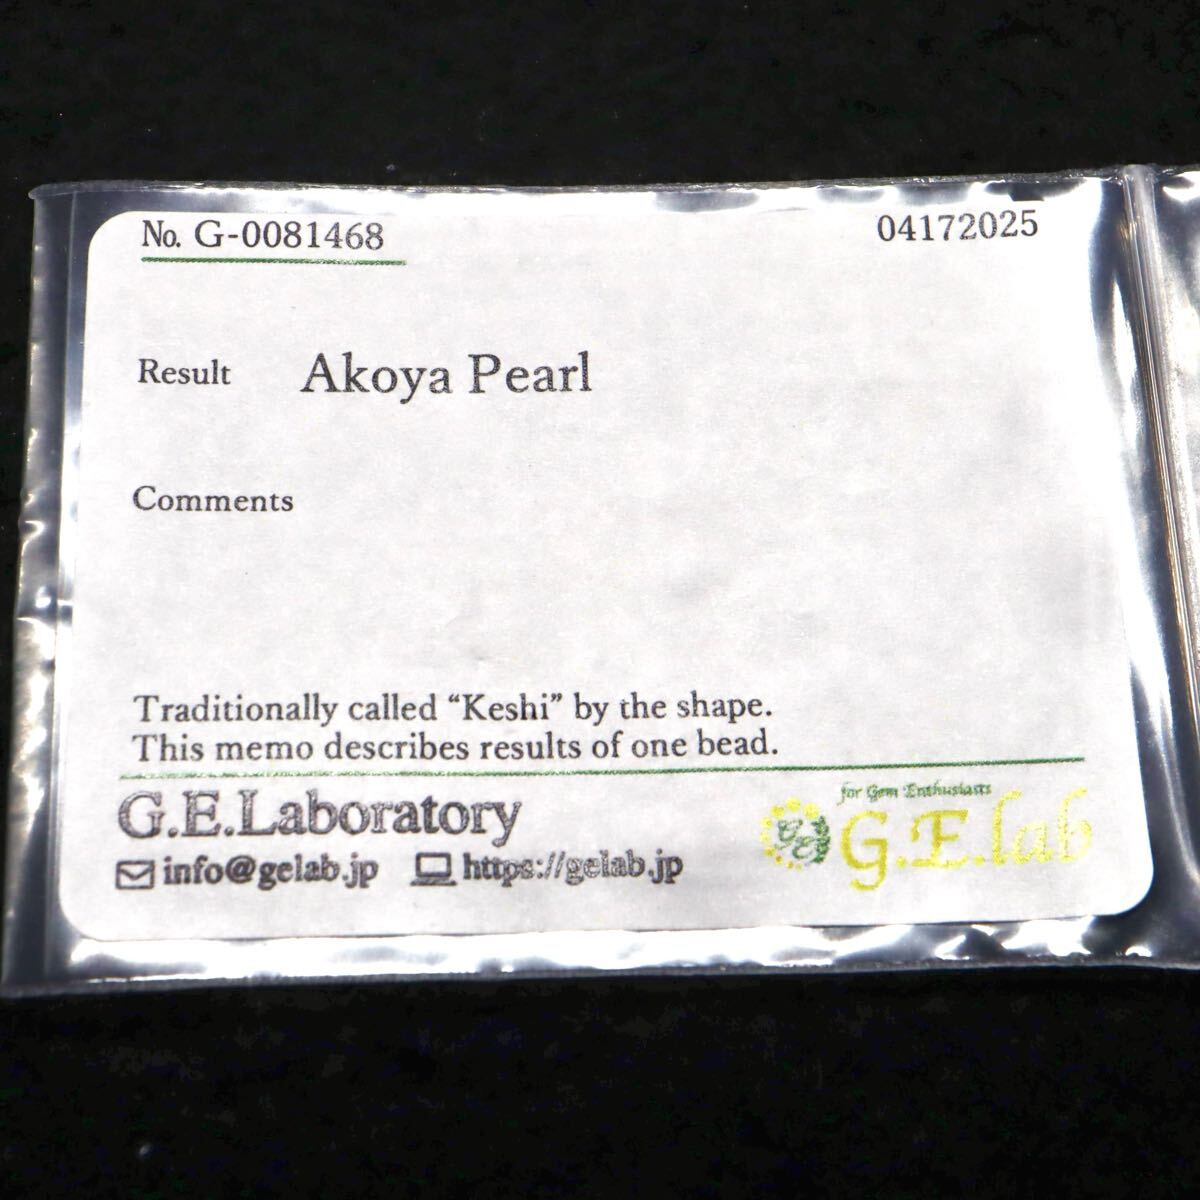 No. G-0081468 04172025
Result Akoya Pearl
Comments
Traditionally called “Keshi” by the shape.
This memo describes results of one bead.
for Gem Enthusiasts
G.E.Laboratory G.E.lab
GE
info@gelab.jp https://gelab.jp